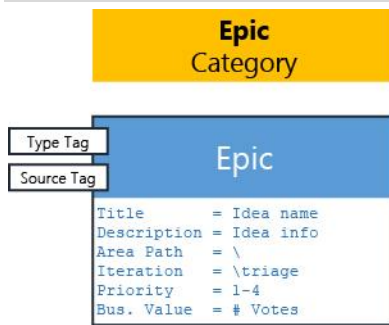 Epic
Category
Type Tag
Source Tag
Epic
Title = Idea name
Description = Idea info
Area Path = \
Iteration = \triage
Priority = 1-4
Bus. Value = # Votes